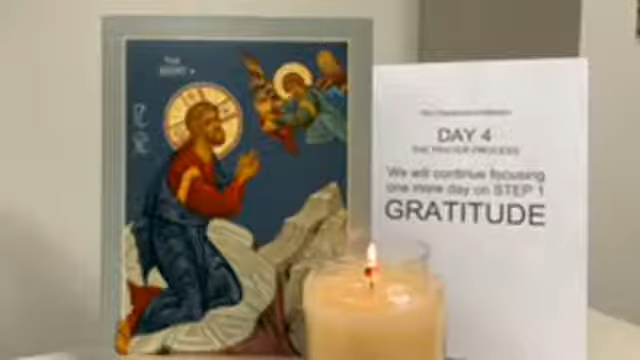 DAY 4
THE PRAYER PROCESS
We will continue focusing
one more day on STEP 1
GRATITUDE